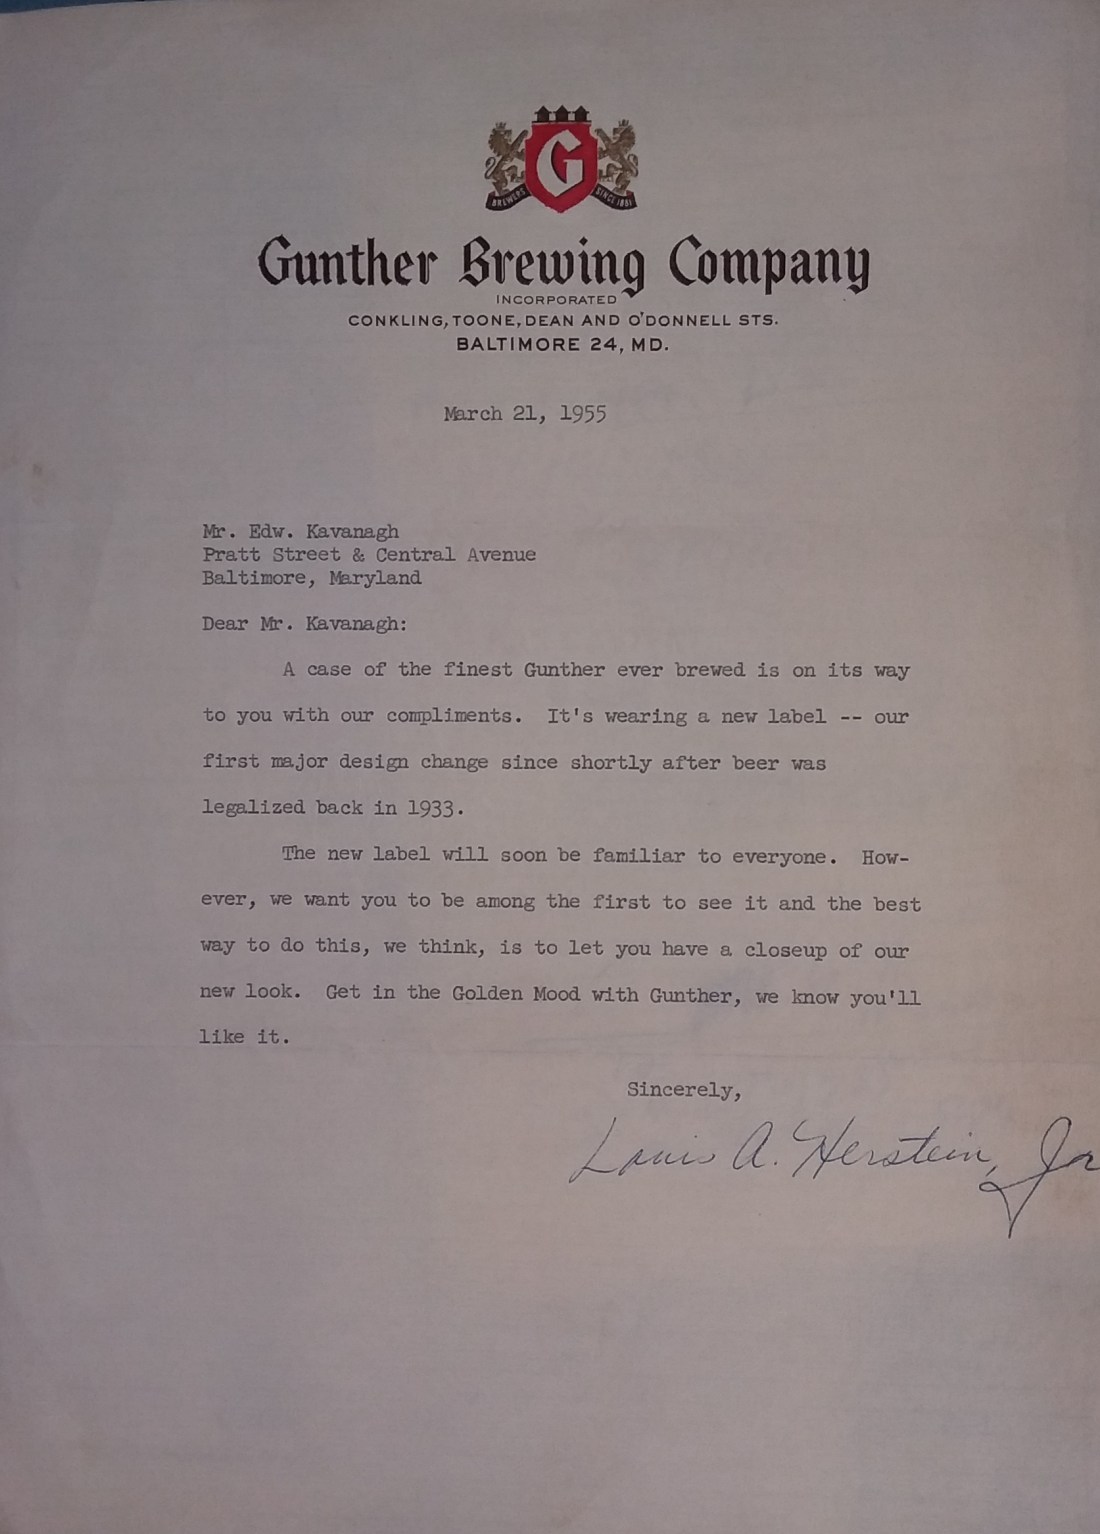 G
BREWERS SINCE 1881
Gunther Brewing Company
INCORPORATED
CONKLING, TOONE, DEAN AND O'DONNELL STS.
BALTIMORE 24, MD.
March 21, 1955
Mr. Edw. Kavanagh
Pratt Street & Central Avenue
Baltimore, Maryland
Dear Mr. Kavanagh:
A case of the finest Gunther ever brewed is on its way
to you with our compliments. It's wearing a new label -- our
first major design change since shortly after beer was
legalized back in 1933.
The new label will soon be familiar to everyone. How-
ever, we want you to be among the first to see it and the best
way to do this, we think, is to let you have a closeup of our
new look. Get in the Golden Mood with Gunther, we know you'll
like it.
Sincerely,
Louis A. Herstein, Jr